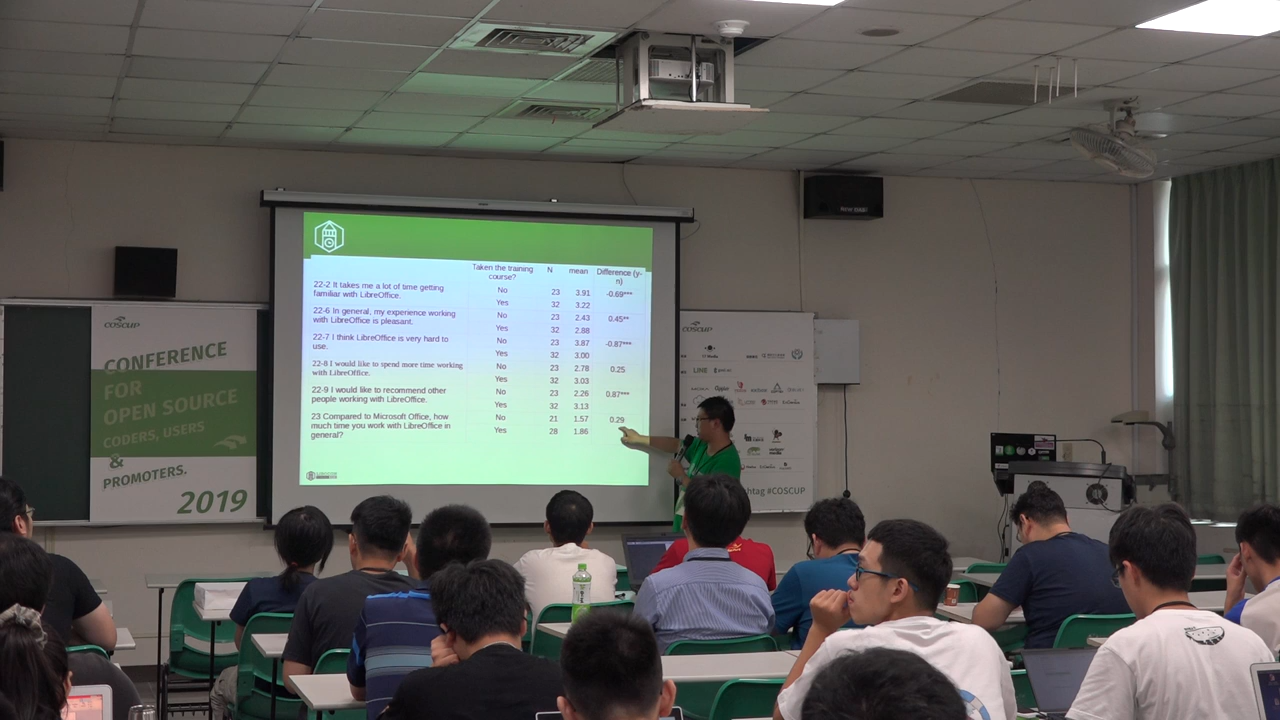 Taken the training course?
N
mean
Difference (y-n)
22-2 It takes me a lot of time getting familiar with LibreOffice.
No 23 3.91 -0.69***
Yes 32 3.22
22-6 In general, my experience working with LibreOffice is pleasant.
No 23 2.43 0.45**
Yes 32 2.88
22-7 I think LibreOffice is very hard to use.
No 23 3.87 -0.87***
Yes 32 3.00
22-8 I would like to spend more time working with LibreOffice.
No 23 2.78 0.25
Yes 32 3.03
22-9 I would like to recommend other people working with LibreOffice.
No 23 2.26 0.87***
Yes 32 3.13
23 Compared to Microsoft Office, how much time you work with LibreOffice in general?
No 21 1.57 0.29
Yes 28 1.86
COSCUP
CONFERENCE
FOR
OPEN SOURCE
CODERS, USERS
&
PROMOTERS.
2019
COSCUP
LINE
htag #COSCUP